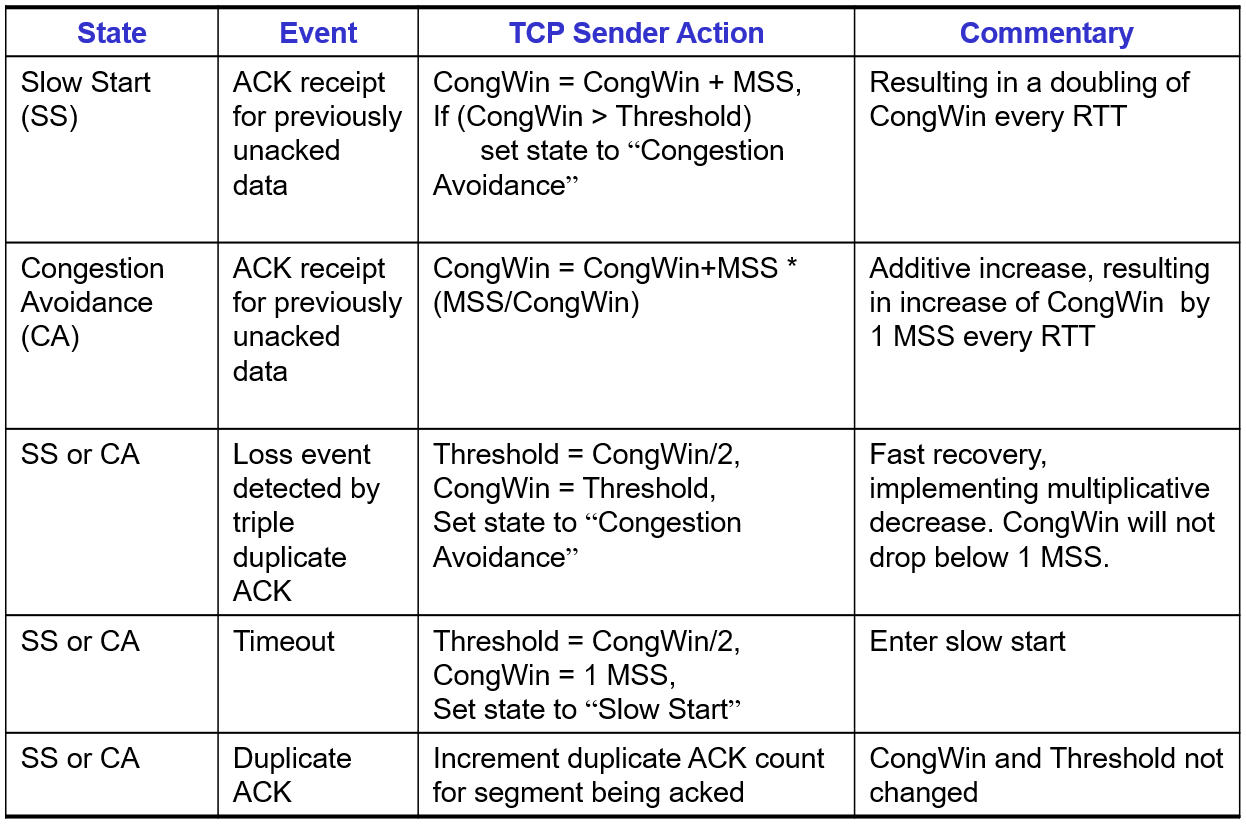 State
Event
TCP Sender Action
Commentary
Slow Start
(SS)
ACK receipt
for previously
unacked
data
CongWin = CongWin + MSS,
If (CongWin > Threshold)
set state to “Congestion
Avoidance”
Resulting in a doubling of
CongWin every RTT
Congestion
Avoidance
(CA)
ACK receipt
for previously
unacked
data
CongWin = CongWin+MSS *
(MSS/CongWin)
Additive increase, resulting
in increase of CongWin by
1 MSS every RTT
SS or CA
Loss event
detected by
triple
duplicate
ACK
Threshold = CongWin/2,
CongWin = Threshold,
Set state to “Congestion
Avoidance”
Fast recovery,
implementing multiplicative
decrease. CongWin will not
drop below 1 MSS.
SS or CA
Timeout
Threshold = CongWin/2,
CongWin = 1 MSS,
Set state to “Slow Start”
Enter slow start
SS or CA
Duplicate
ACK
Increment duplicate ACK count
for segment being acked
CongWin and Threshold not
changed